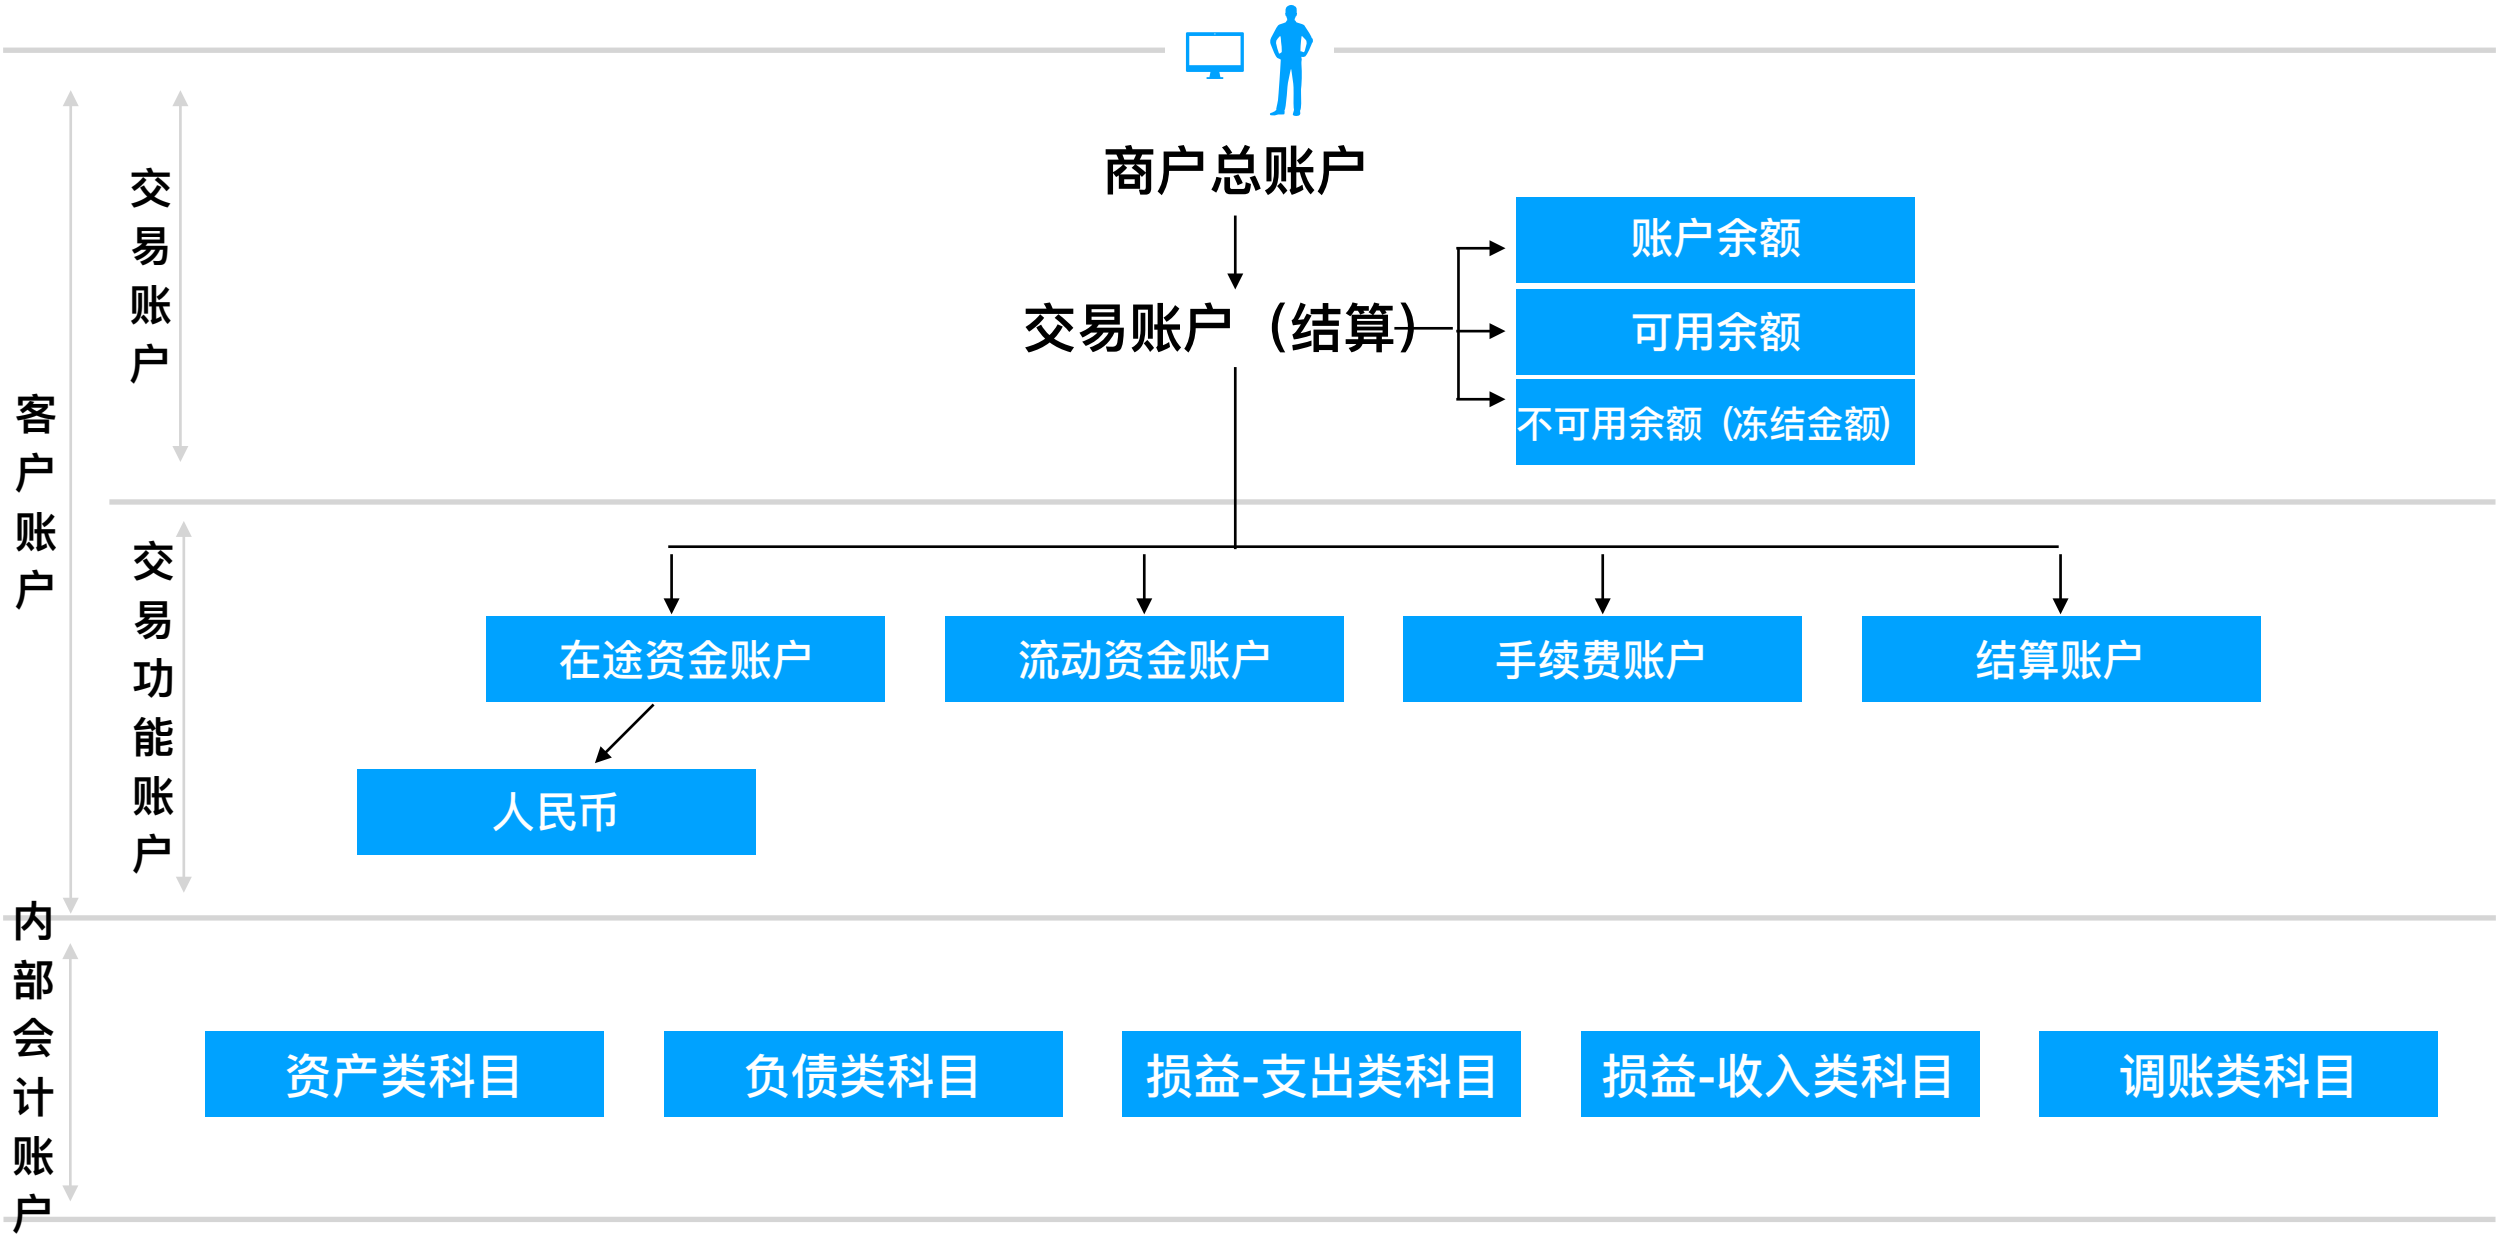 商户总账户
交易账户
交易账户（结算）
账户余额
可用余额
不可用余额（冻结余额）
客户账户
交易功能账户
在途资金账户
流动资金账户
手续费账户
结算账户
人民币
内部会计账户
资产类科目
负债类科目
损益-支出类科目
损益-收入类科目
调账类科目